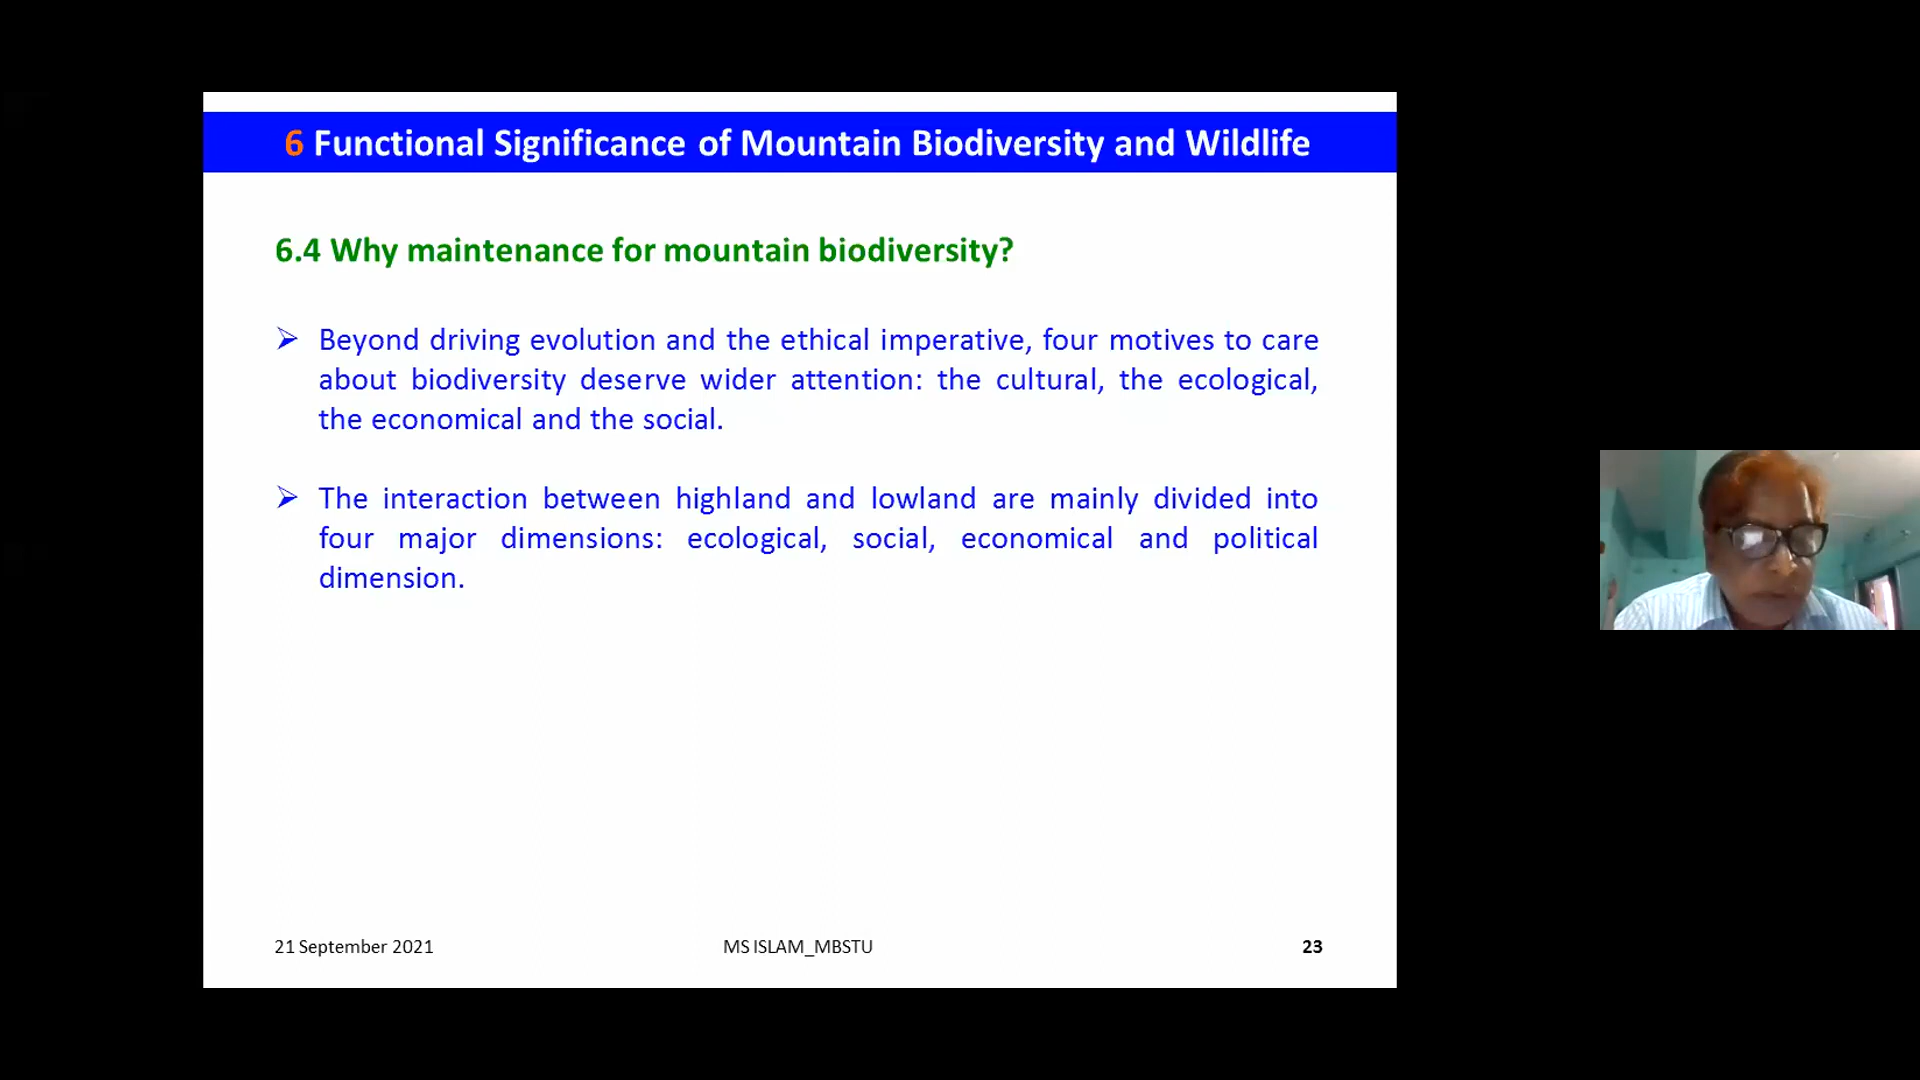 6 Functional Significance of Mountain Biodiversity and Wildlife
6.4 Why maintenance for mountain biodiversity?
Beyond driving evolution and the ethical imperative, four motives to care
about biodiversity deserve wider attention: the cultural, the ecological,
the economical and the social.
The interaction between highland and lowland are mainly divided into
four major dimensions: ecological, social, economical and political
dimension.
21 September 2021
MS ISLAM_MBSTU
23